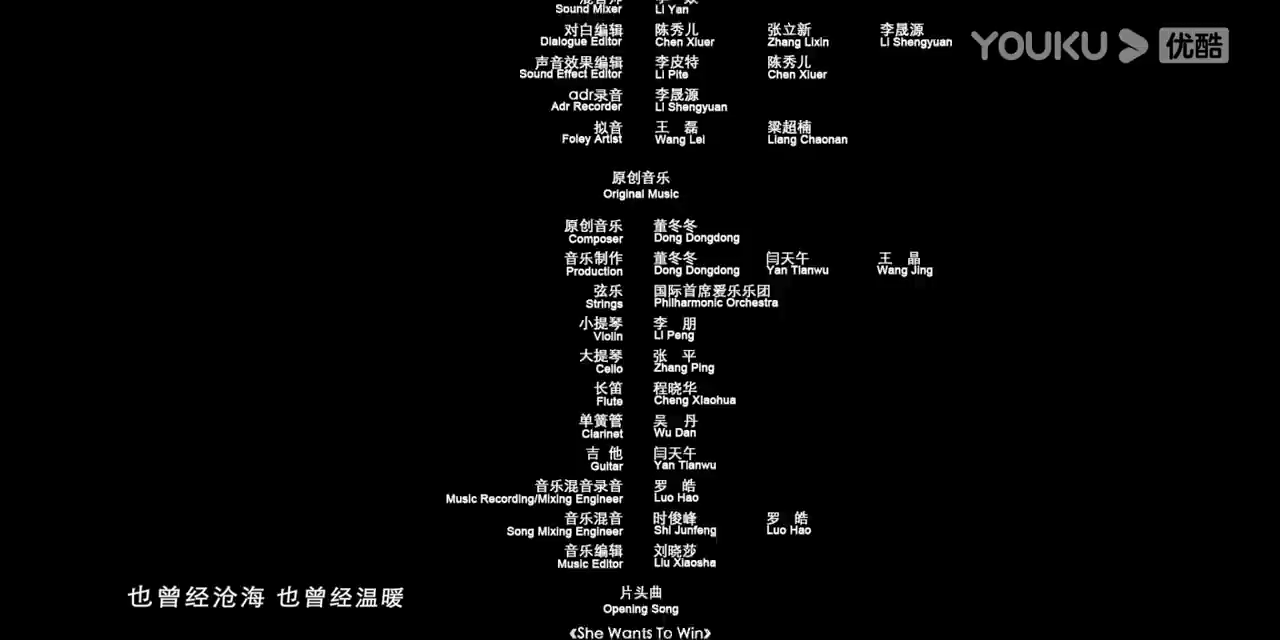 Sound Mixer Li Yan
对白编辑 陈秀儿 张立新 李晟源
Dialogue Editor Chen Xiuer Zhang Lixin Li Shengyuan
YOUKU 优酷
声音效果编辑 李皮特 陈秀儿
Sound Effect Editor Li Pite Chen Xiuer
adr录音 李晟源
Adr Recorder Li Shengyuan
拟音 王 磊 梁超楠
Foley Artist Wang Lei Liang Chaonan
原创音乐
Original Music
原创音乐 董冬冬
Composer Dong Dongdong
音乐制作 董冬冬 闫天午 王 晶
Production Dong Dongdong Yan Tianwu Wang Jing
弦乐 国际首席爱乐乐团
Strings Philharmonic Orchestra
小提琴 李 朋
Violin Li Peng
大提琴 张 平
Cello Zhang Ping
长笛 程晓华
Flute Cheng Xiaohua
单簧管 吴 丹
Clarinet Wu Dan
吉 他 闫天午
Guitar Yan Tianwu
音乐混音录音 罗 皓
Music Recording/Mixing Engineer Luo Hao
音乐混音 时俊峰 罗 皓
Song Mixing Engineer Shi Junfeng Luo Hao
音乐编辑 刘晓莎
Music Editor Liu Xiaosha
也曾经沧海 也曾经温暖
片头曲
Opening Song
《She Wants To Win》